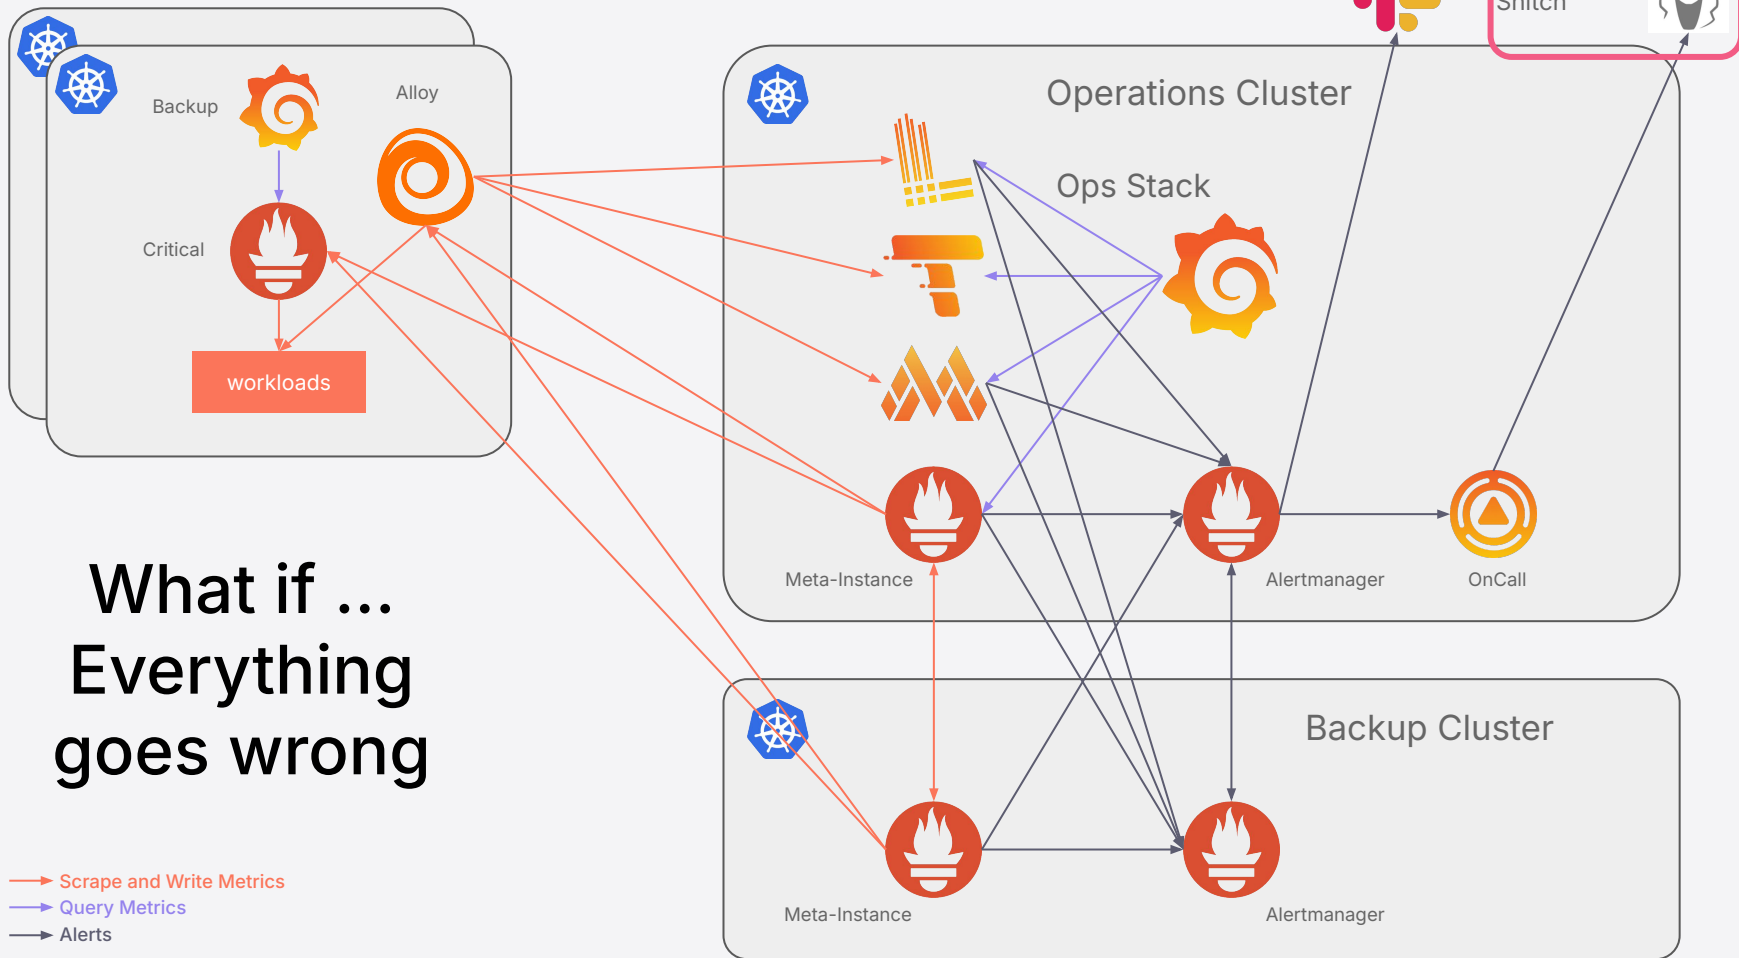 Snitch
Operations Cluster
Backup
Alloy
Ops Stack
Critical
workloads
Meta-Instance
Alertmanager
OnCall
What if ...
Everything
goes wrong
Backup Cluster
Scrape and Write Metrics
Query Metrics
Alerts
Meta-Instance
Alertmanager